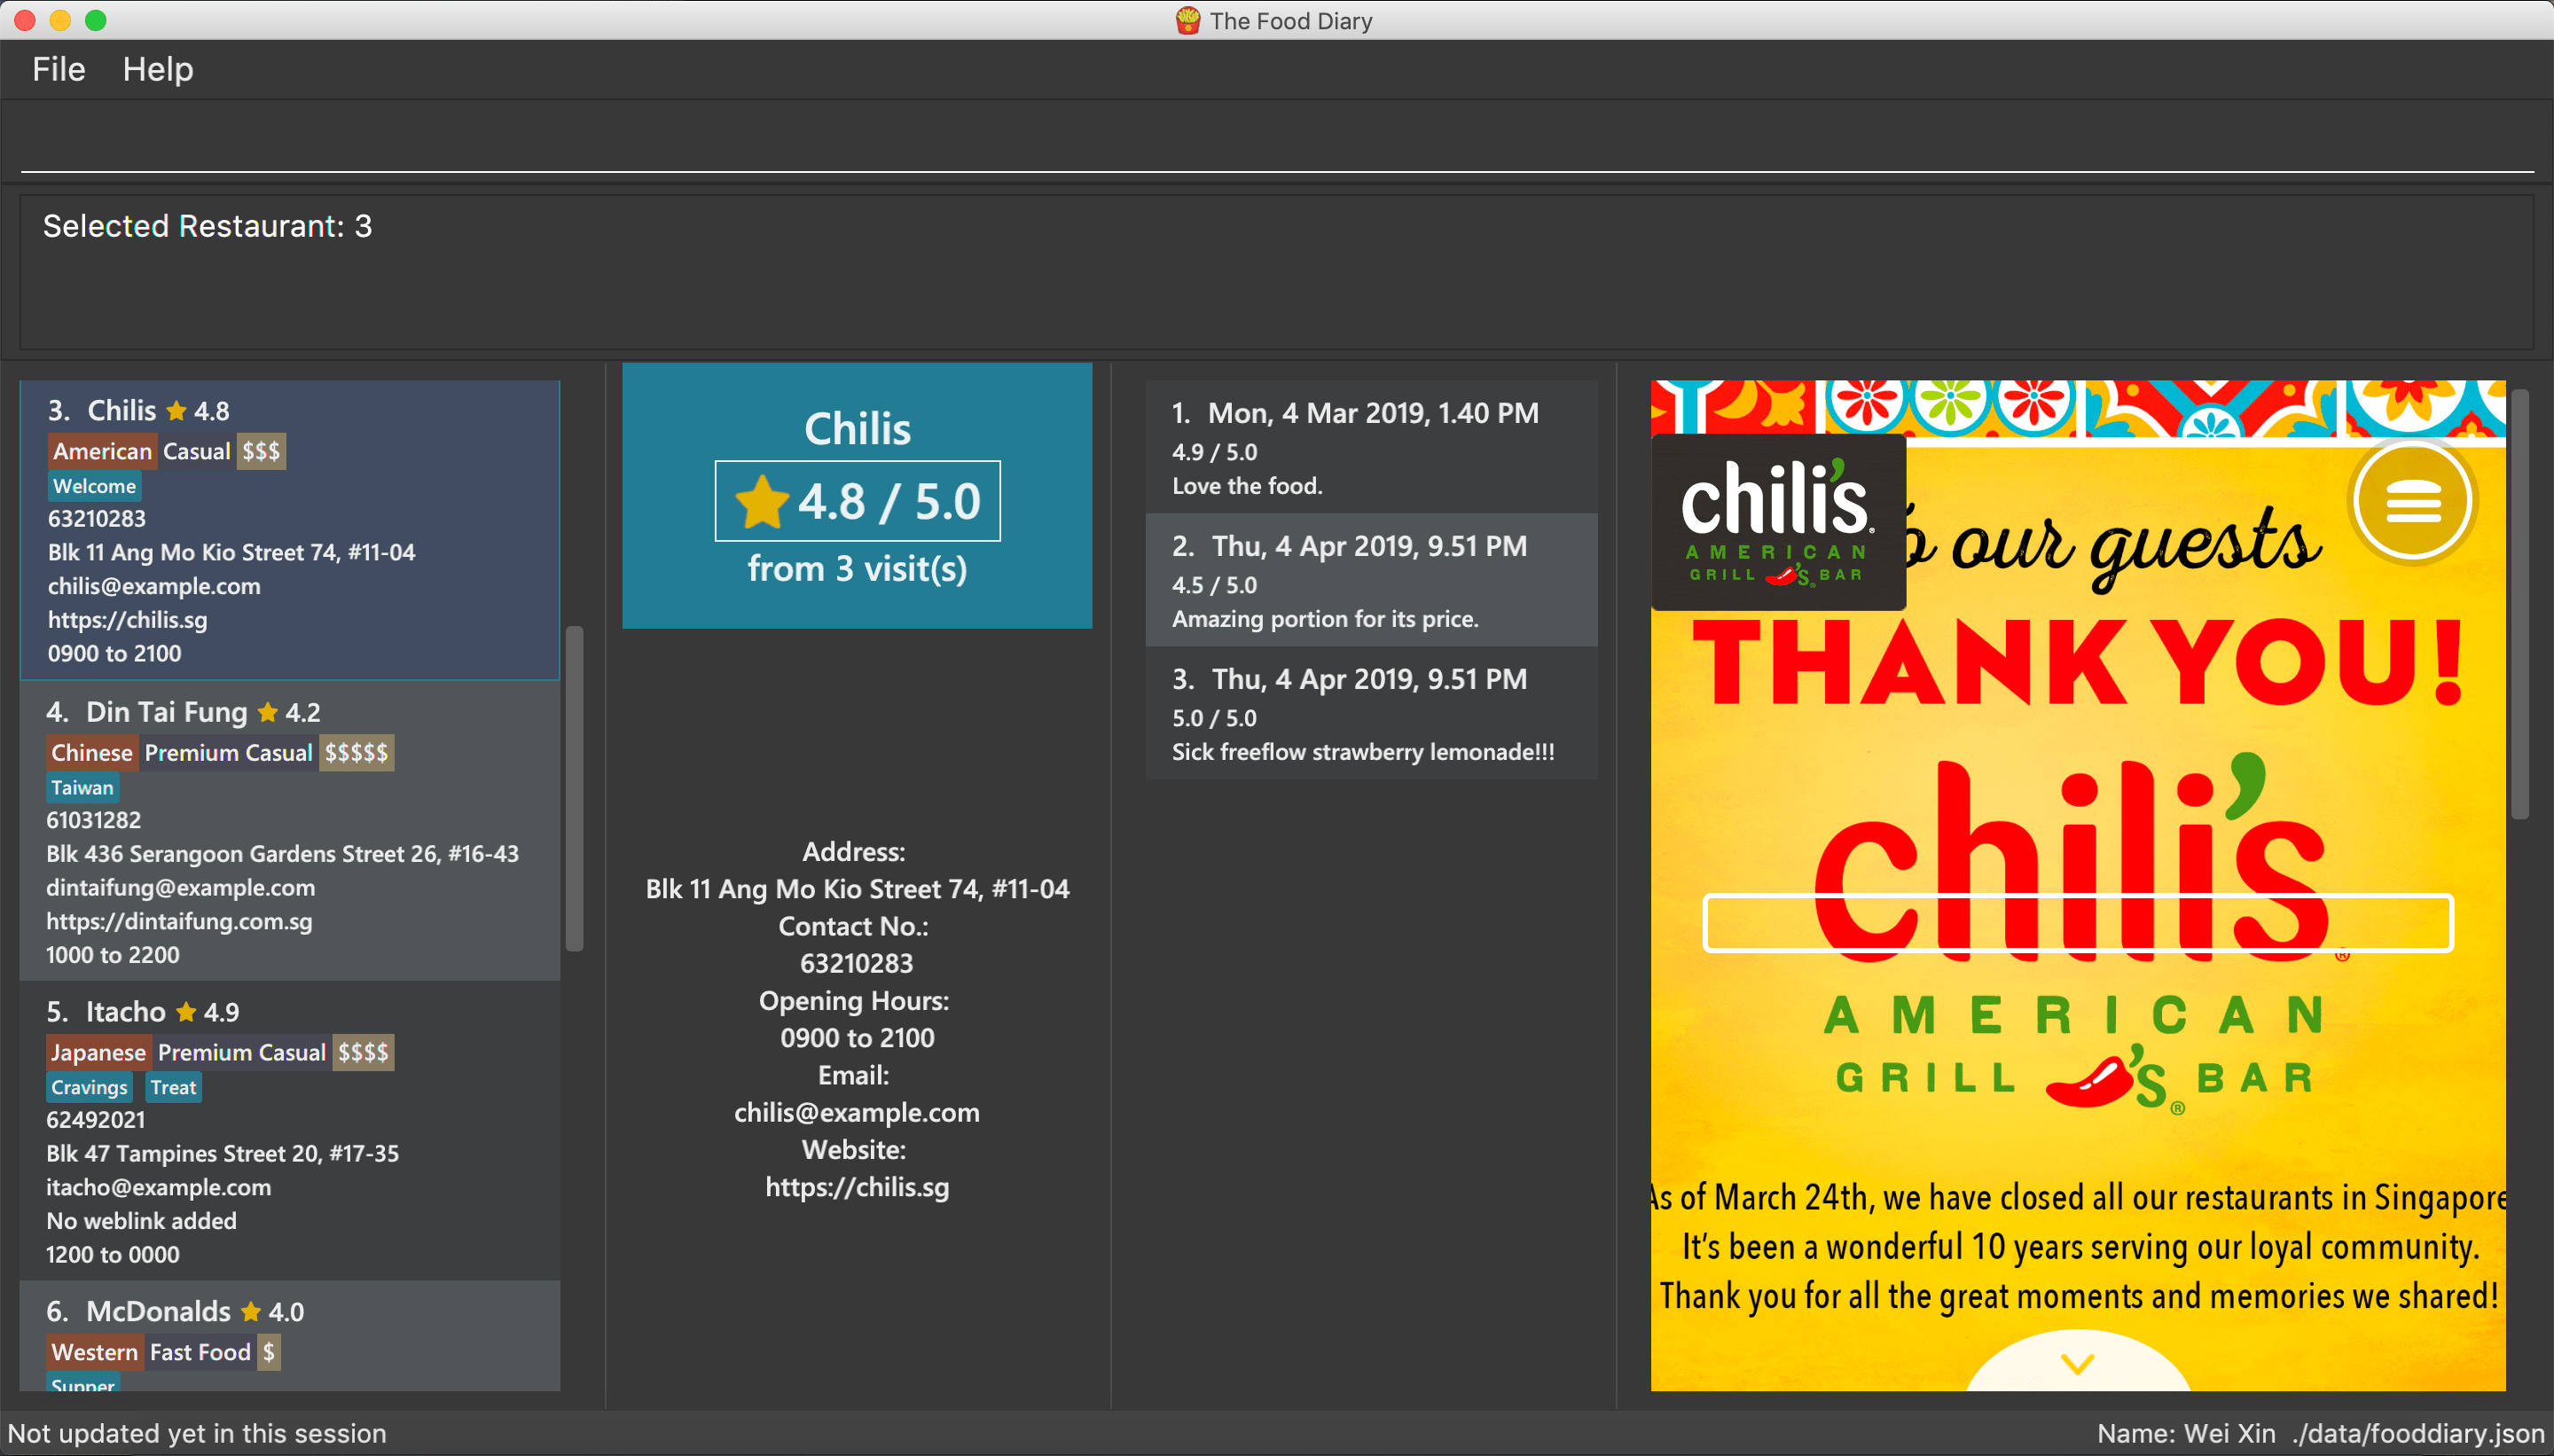 The Food Diary
File Help
Selected Restaurant: 3
3. Chilis 4.8
American Casual $$$
Welcome
63210283
Blk 11 Ang Mo Kio Street 74, #11-04
chilis@example.com
https://chilis.sg
0900 to 2100
4. Din Tai Fung 4.2
Chinese Premium Casual $$$$$
Taiwan
61031282
Blk 436 Serangoon Gardens Street 26, #16-43
dintaifung@example.com
https://dintaifung.com.sg
1000 to 2200
5. Itacho 4.9
Japanese Premium Casual $$$$
Cravings Treat
62492021
Blk 47 Tampines Street 20, #17-35
itacho@example.com
No weblink added
1200 to 0000
6. McDonalds 4.0
Western Fast Food $
Supper
Chilis
4.8 / 5.0
from 3 visit(s)
Address:
Blk 11 Ang Mo Kio Street 74, #11-04
Contact No.:
63210283
Opening Hours:
0900 to 2100
Email:
chilis@example.com
Website:
https://chilis.sg
1. Mon, 4 Mar 2019, 1.40 PM
4.9 / 5.0
Love the food.
2. Thu, 4 Apr 2019, 9.51 PM
4.5 / 5.0
Amazing portion for its price.
3. Thu, 4 Apr 2019, 9.51 PM
5.0 / 5.0
Sick freeflow strawberry lemonade!!!
chili's®
AMERICAN
GRILL 's® BAR
our guests
THANK YOU!
chili's®
AMERICAN
GRILL 's® BAR
As of March 24th, we have closed all our restaurants in Singapore
It's been a wonderful 10 years serving our loyal community.
Thank you for all the great moments and memories we shared!
Not updated yet in this session
Name: Wei Xin ./data/fooddiary.json